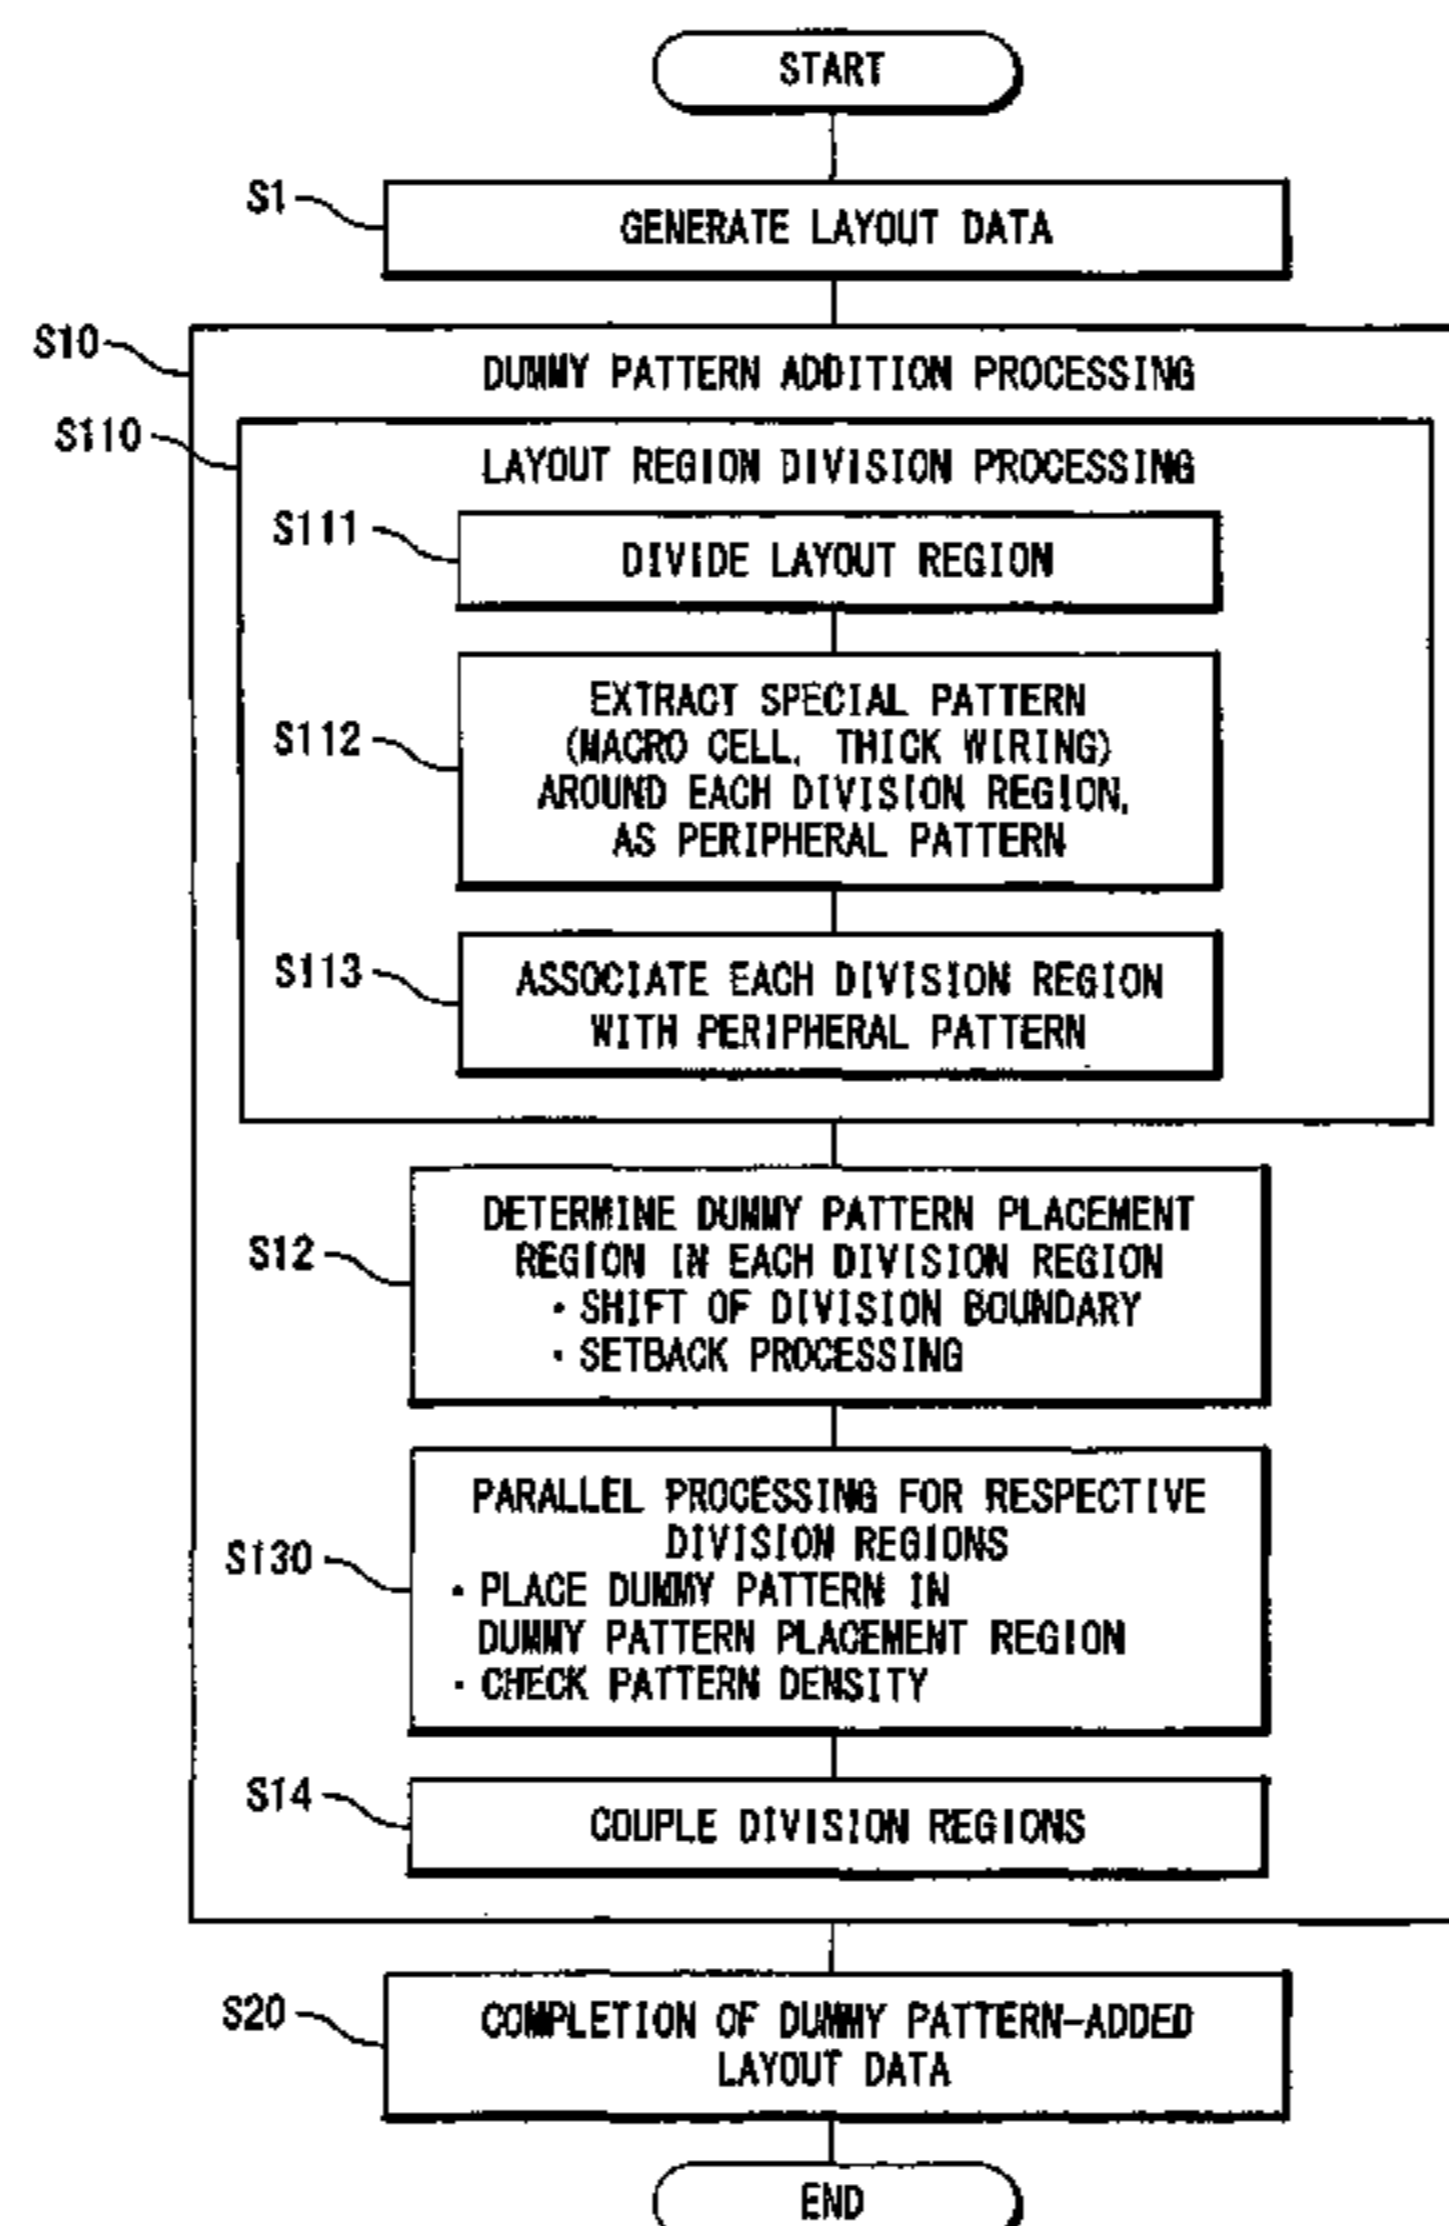 START
S1
GENERATE LAYOUT DATA
S10
DUMMY PATTERN ADDITION PROCESSING
S110
LAYOUT REGION DIVISION PROCESSING
S111
DIVIDE LAYOUT REGION
S112
EXTRACT SPECIAL PATTERN
(MACRO CELL, THICK WIRING)
AROUND EACH DIVISION REGION,
AS PERIPHERAL PATTERN
S113
ASSOCIATE EACH DIVISION REGION
WITH PERIPHERAL PATTERN
S12
DETERMINE DUMMY PATTERN PLACEMENT
REGION IN EACH DIVISION REGION
・SHIFT OF DIVISION BOUNDARY
・SETBACK PROCESSING
S130
PARALLEL PROCESSING FOR RESPECTIVE
DIVISION REGIONS
・PLACE DUMMY PATTERN IN
DUMMY PATTERN PLACEMENT REGION
・CHECK PATTERN DENSITY
S14
COUPLE DIVISION REGIONS
S20
COMPLETION OF DUMMY PATTERN-ADDED
LAYOUT DATA
END